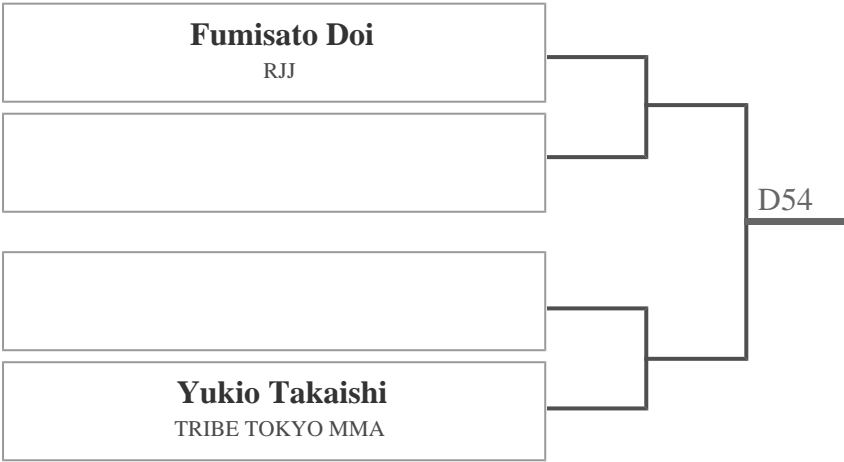 Fumisato Doi
RJJ
D54
Yukio Takaishi
TRIBE TOKYO MMA